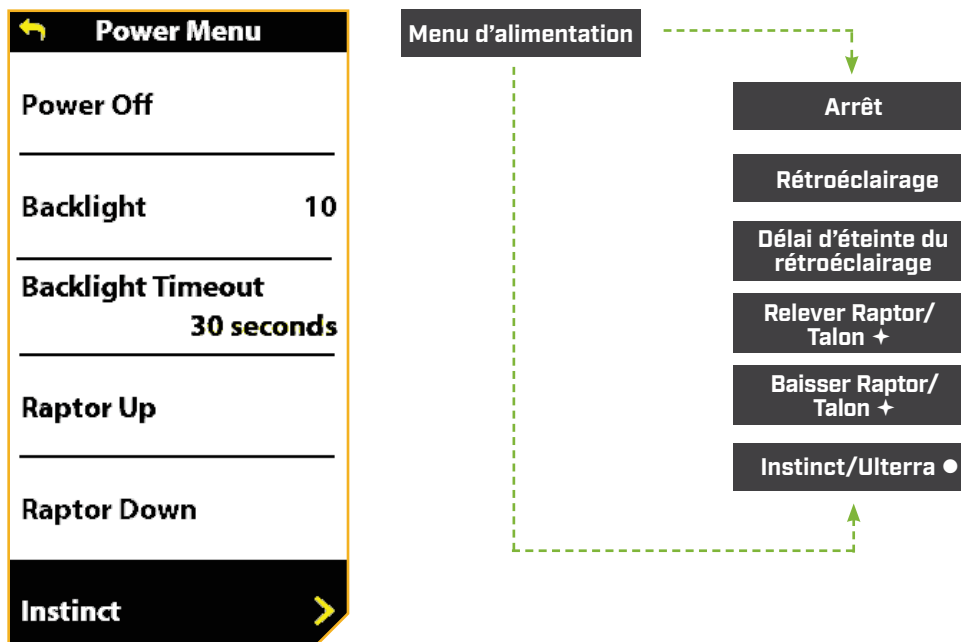 Power Menu
Power Off
Backlight 10
Backlight Timeout
30 seconds
Raptor Up
Raptor Down
Instinct
Menu d’alimentation
Arrêt
Rétroéclairage
Délai d’éteinte du
rétroéclairage
Relever Raptor/
Talon ✦
Baisser Raptor/
Talon ✦
Instinct/Ulterra ●